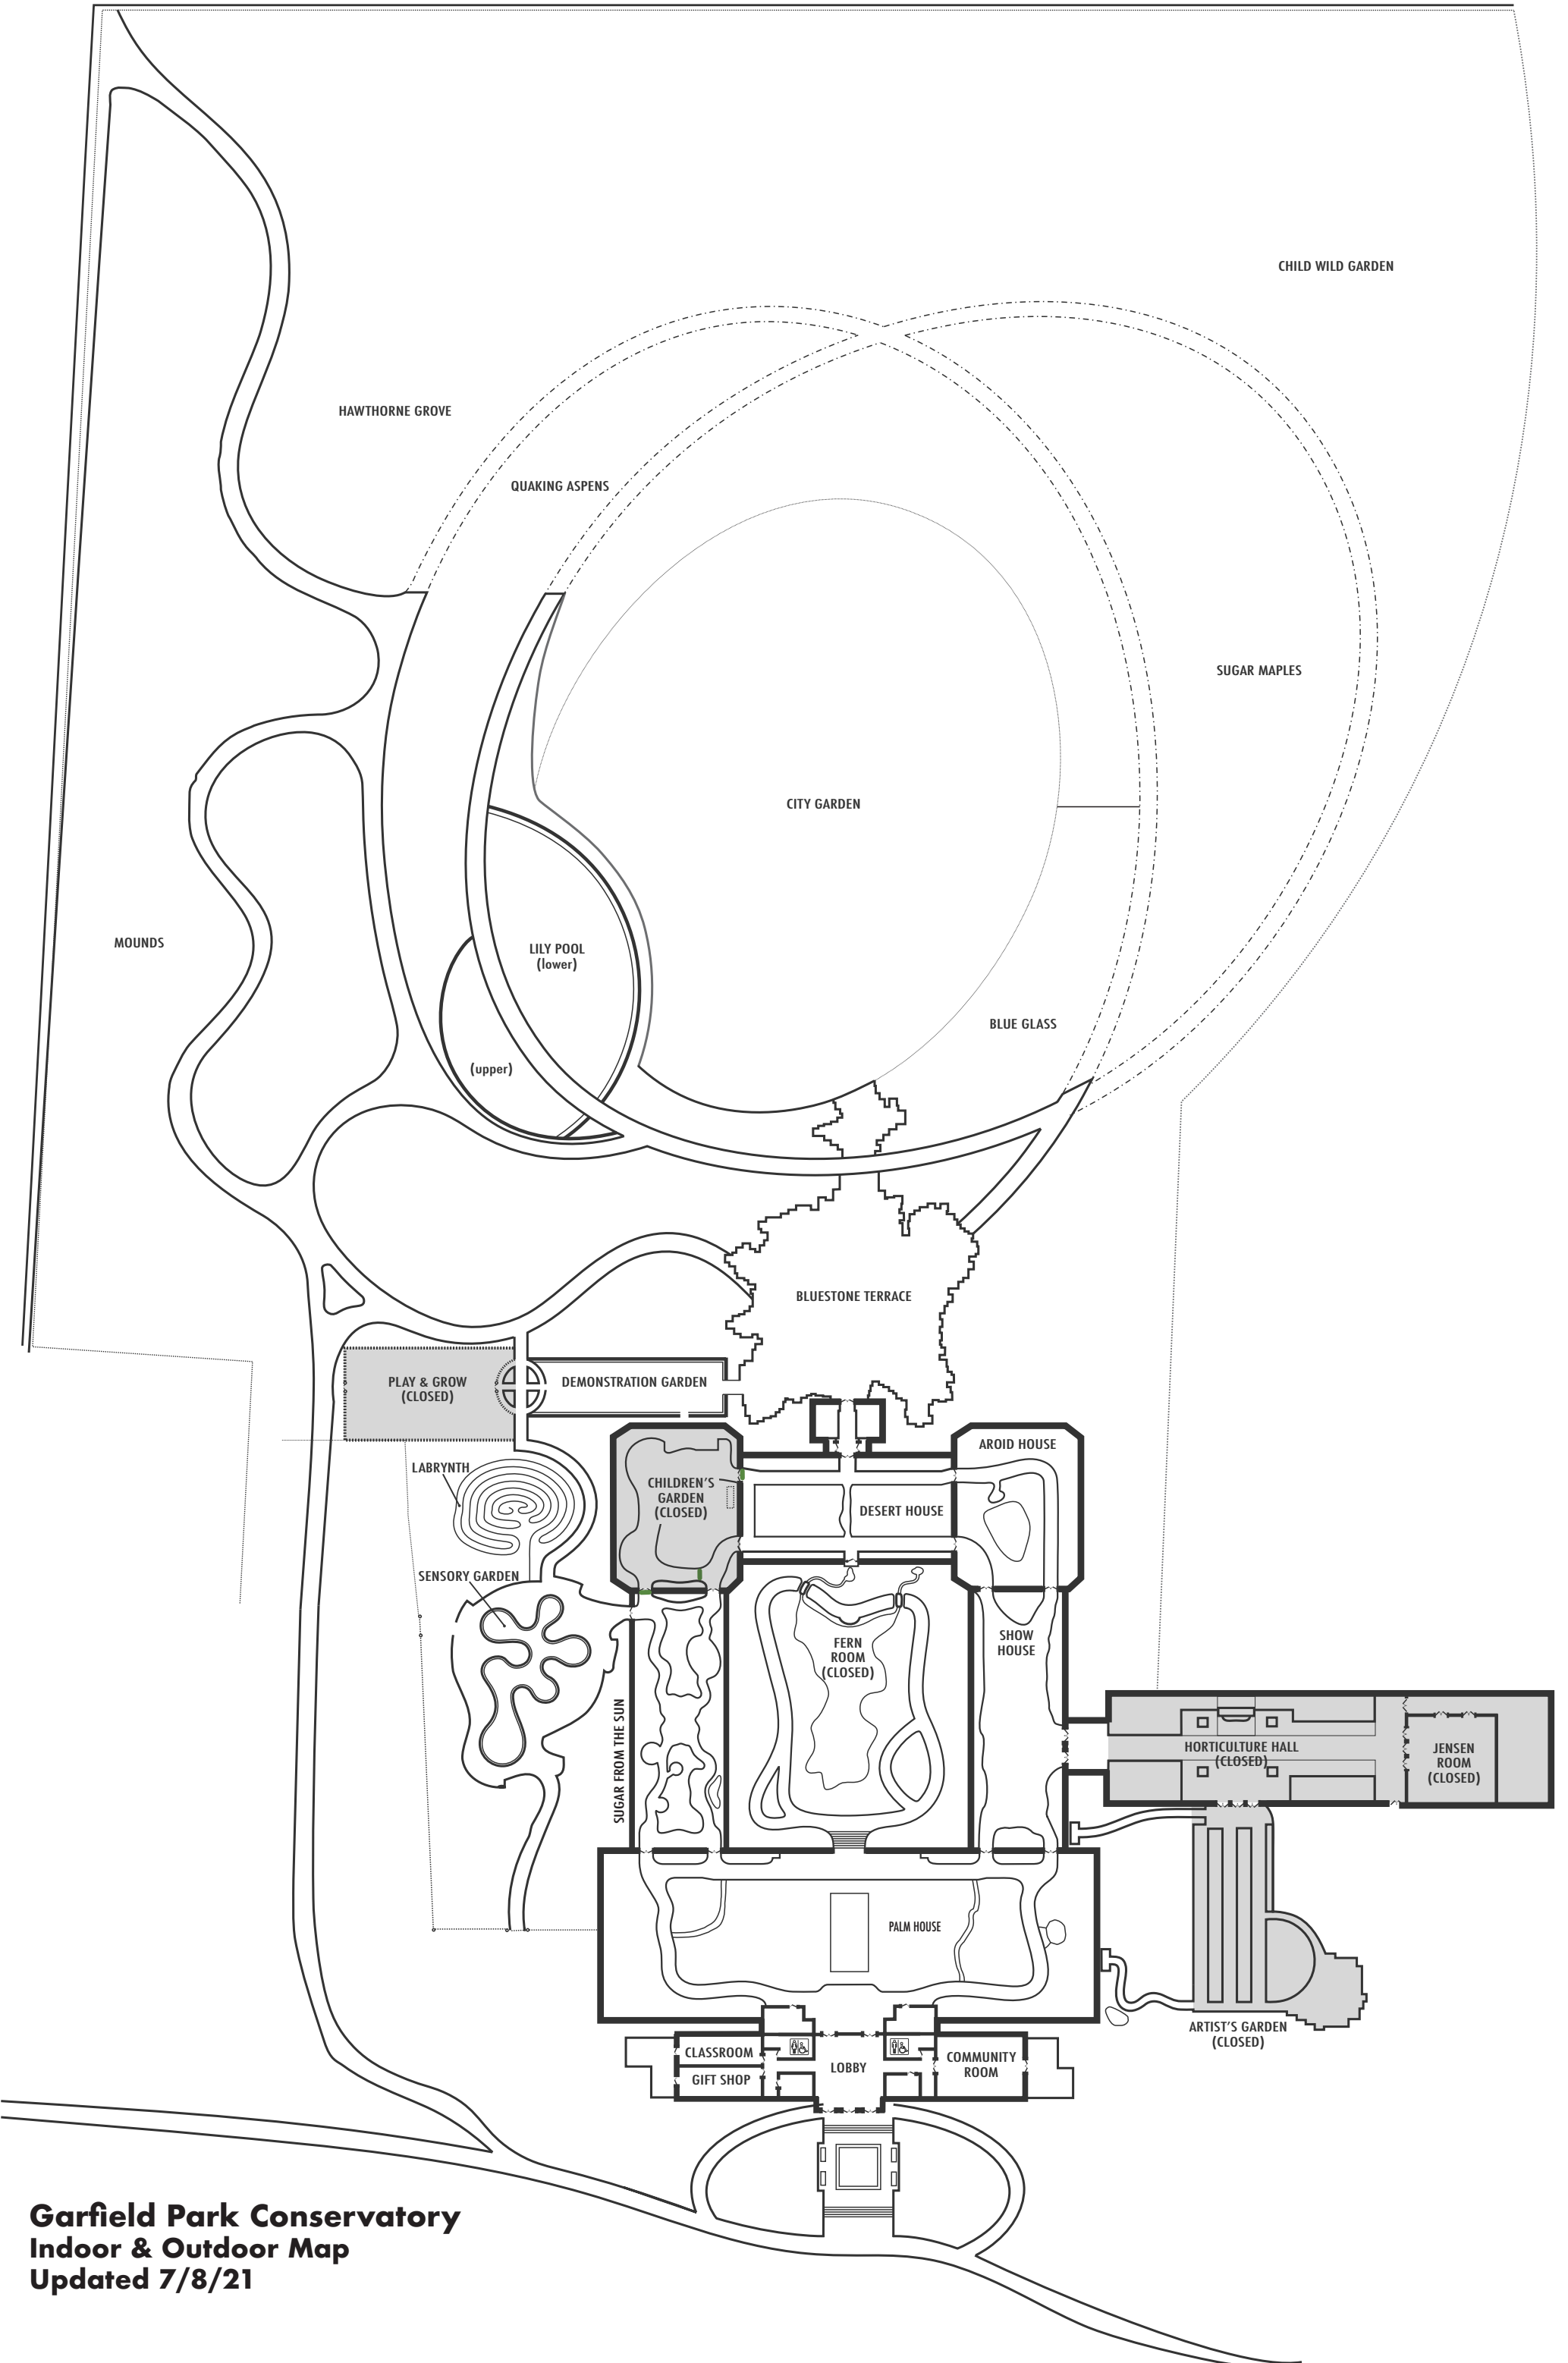 CHILD WILD GARDEN
HAWTHORNE GROVE
QUAKING ASPENS
SUGAR MAPLES
CITY GARDEN
MOUNDS
LILY POOL
(lower)
BLUE GLASS
(upper)
BLUESTONE TERRACE
PLAY & GROW
(CLOSED)
DEMONSTRATION GARDEN
AROID HOUSE
LABRYNTH
CHILDREN'S
GARDEN
(CLOSED)
DESERT HOUSE
SENSORY GARDEN
FERN
ROOM
(CLOSED)
SHOW
HOUSE
SUGAR FROM THE SUN
HORTICULTURE HALL
(CLOSED)
JENSEN
ROOM
(CLOSED)
PALM HOUSE
ARTIST'S GARDEN
(CLOSED)
CLASSROOM
GIFT SHOP
LOBBY
COMMUNITY
ROOM
Garfield Park Conservatory
Indoor & Outdoor Map
Updated 7/8/21